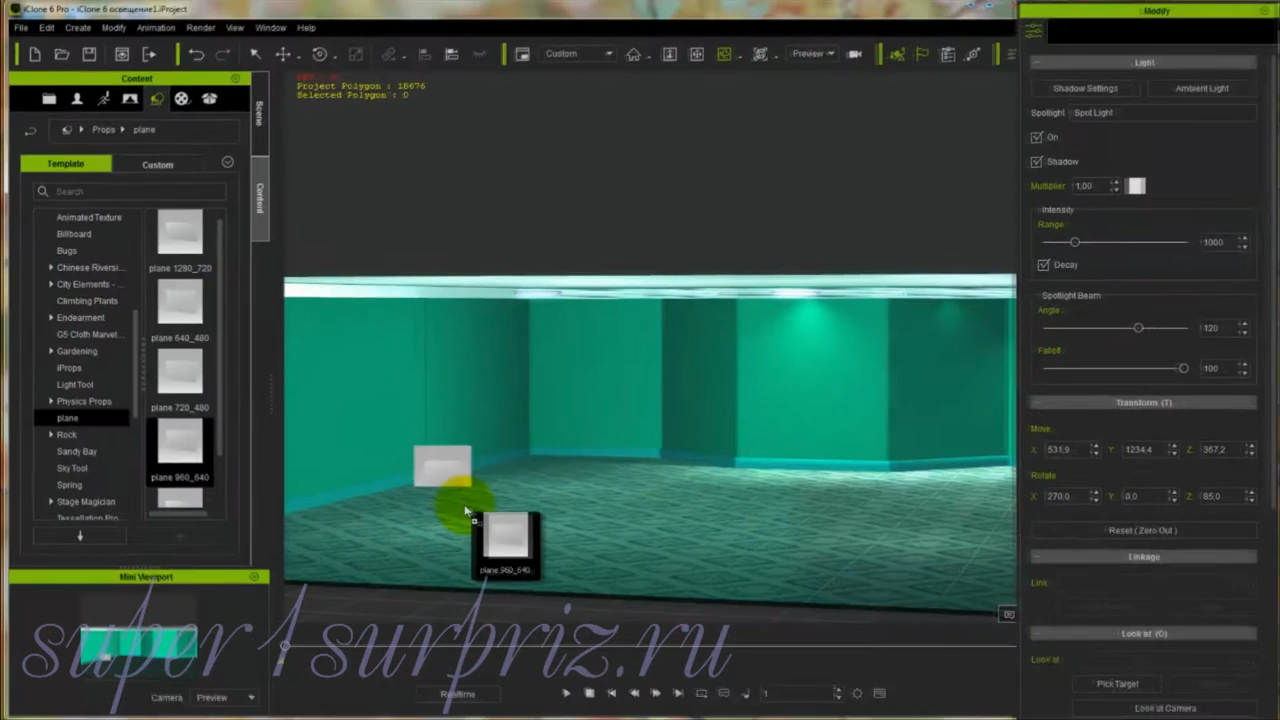 iClone 6 Pro - iClone 6 освещение1.iProject
File Edit Create Modify Animation Render View Window Help
Custom
Preview
Content
Props plane
Template Custom
Search
Animated Texture
Billboard
Bugs
Chinese Riversi...
City Elements - ...
Climbing Plants
Endearment
G5 Cloth Marvel...
Gardening
iProps
Light Tool
Physics Props
plane
Rock
Sandy Bay
Sky Tool
Spring
Stage Magician
Tessellation Pro...
plane 1280_720
plane 640_480
plane 720_480
plane 960_640
Scene
Content
Project Polygon : 18676
Selected Polygon : 0
plane 960_640
Mini Viewport
Camera Preview
super1surpriz.ru
Realtime
1
Modify
Light
Shadow Settings Ambient Light
Spotlight Spot Light
On
Shadow
Multiplier 1,00
Intensity
Range :
1000
Decay
Spotlight Beam
Angle :
120
Falloff :
100
Transform (T)
Move
X: 531,9 Y: 1234,4 Z: 367,2
Rotate
X: 270,0 Y: 0,0 Z: 85,0
Reset ( Zero Out )
Linkage
Link:
Look at (O)
Look at
Pick Target
Look at Camera